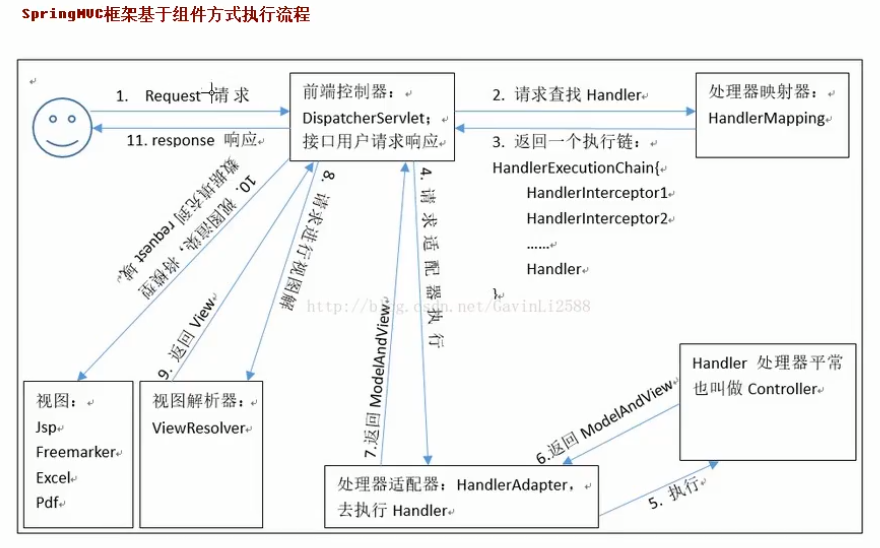 SpringMVC框架基于组件方式执行流程
1. Request 请 求
前端控制器：
DispatcherServlet；
接口用户请求响应
2. 请求查找 Handler
处理器映射器：
HandlerMapping
11. response 响应
3. 返回一个执行链：
HandlerExecutionChain{
HandlerInterceptor1
HandlerInterceptor2
……
Handler
}
10. 视图渲染，将模型
数据填充到 request 域。
9. 返回 View
8. 请求进行视图解
7.返回 ModelAndView
4. 请 求 适 配 器 执 行
http://blog.csdn.net/GavinLi2588
Handler 处理器平常
也叫做 Controller
6.返回 ModelAndView
5. 执行
视图：
Jsp
Freemarker
Excel
Pdf
视图解析器：
ViewResolver
处理器适配器：HandlerAdapter，
去执行 Handler